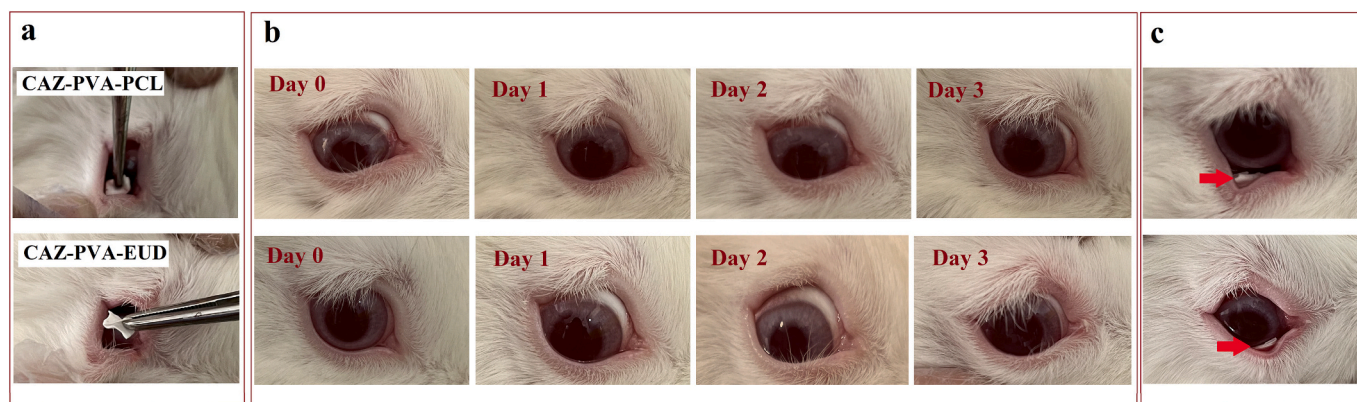 a
b
c
CAZ-PVA-PCL
Day 0
Day 1
Day 2
Day 3
CAZ-PVA-EUD
Day 0
Day 1
Day 2
Day 3